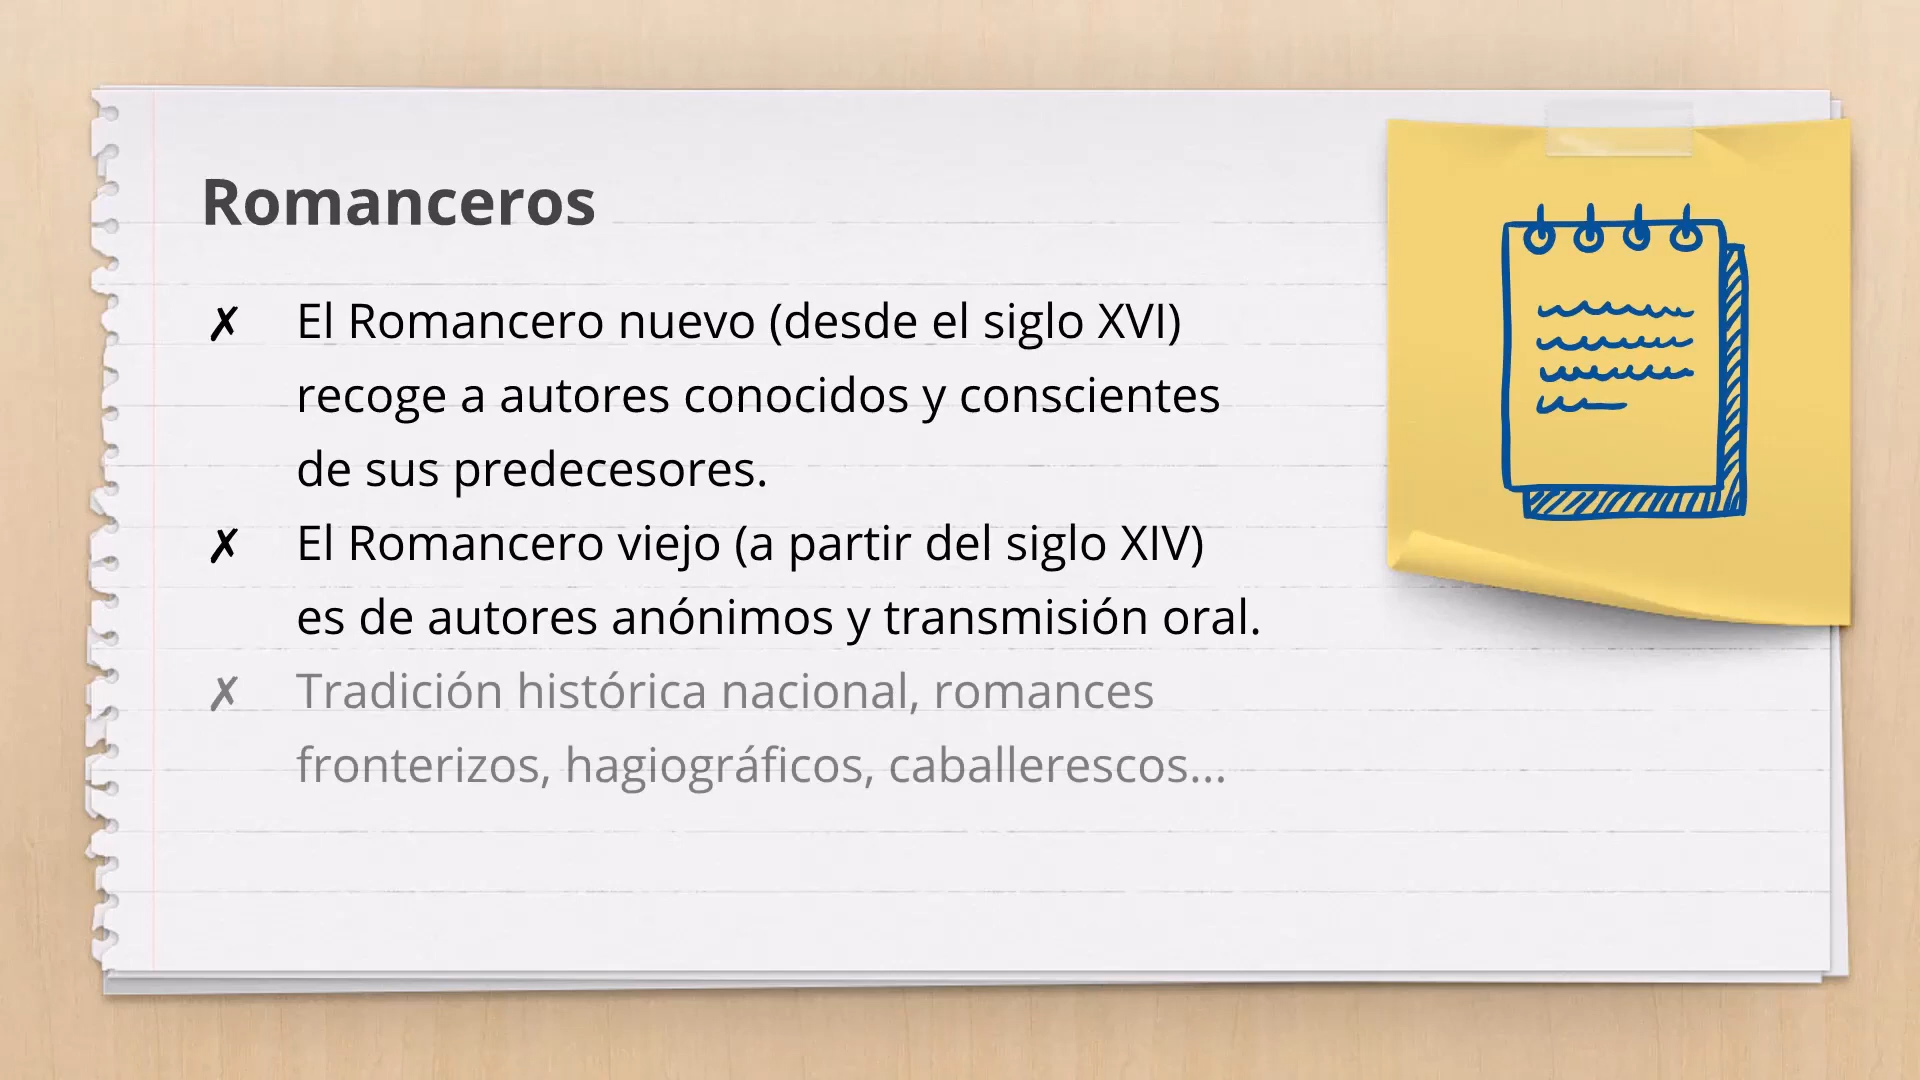 Romanceros
✗ El Romancero nuevo (desde el siglo XVI)
recoge a autores conocidos y conscientes
de sus predecesores.
✗ El Romancero viejo (a partir del siglo XIV)
es de autores anónimos y transmisión oral.
✗ Tradición histórica nacional, romances
fronterizos, hagiográficos, caballerescos...